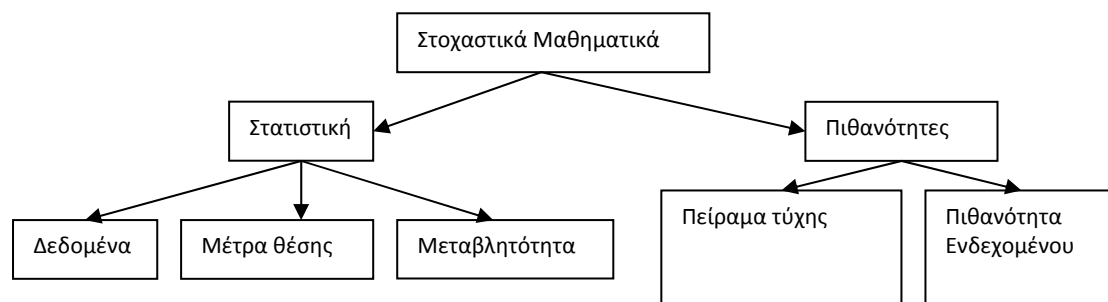 Στοχαστικά Μαθηματικά
Στατιστική
Πιθανότητες
Δεδομένα
Μέτρα θέσης
Μεταβλητότητα
Πείραμα τύχης
Πιθανότητα
Ενδεχομένου